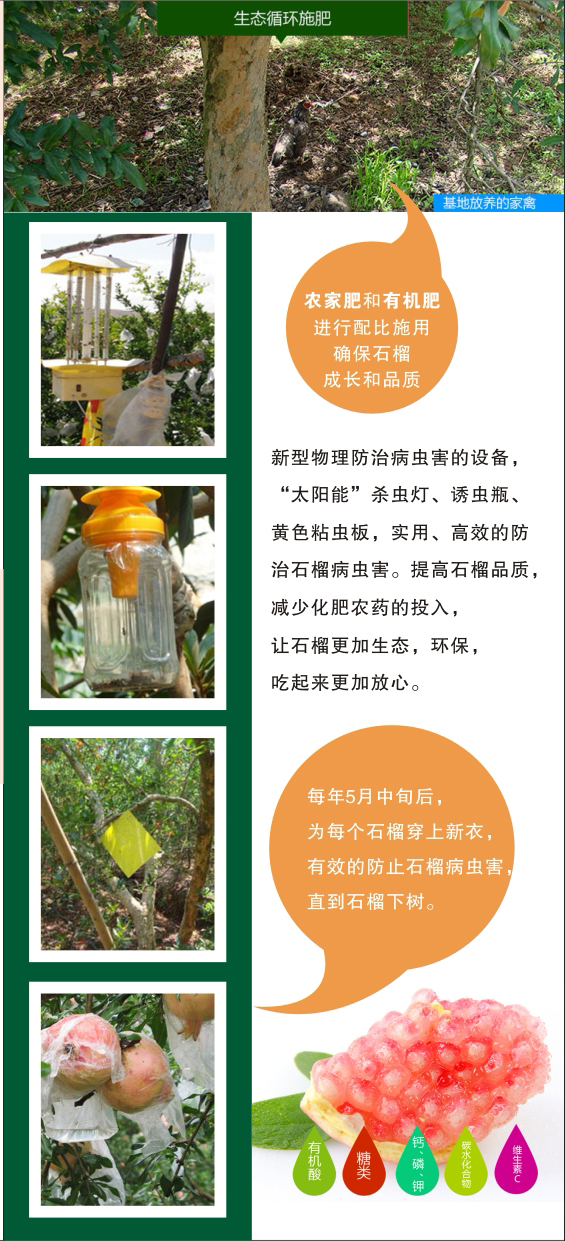 生态循环施肥
基地放养的家禽
农家肥和有机肥
进行配比施用
确保石榴
成长和品质
新型物理防治病虫害的设备，
“太阳能”杀虫灯、诱虫瓶、
黄色粘虫板，实用、高效的防
治石榴病虫害。提高石榴品质，
减少化肥农药的投入，
让石榴更加生态，环保，
吃起来更加放心。
每年5月中旬后，
为每个石榴穿上新衣，
有效的防止石榴病虫害，
直到石榴下树。
有机酸
糖类
钙、磷、钾
碳水化合物
维生素C